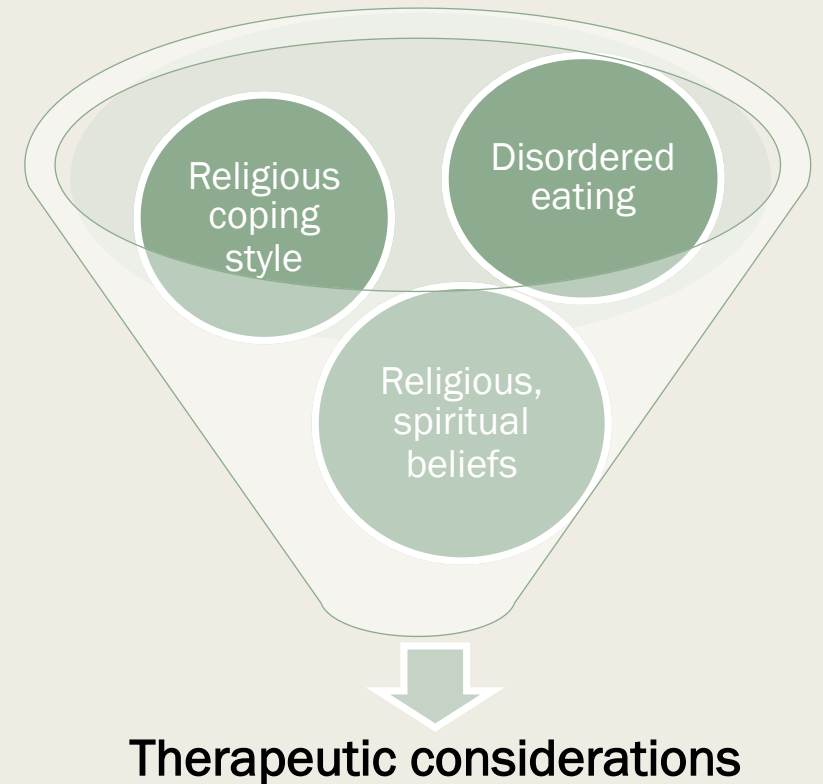 Religious
coping
style
Disordered
eating
Religious,
spiritual
beliefs
Therapeutic considerations